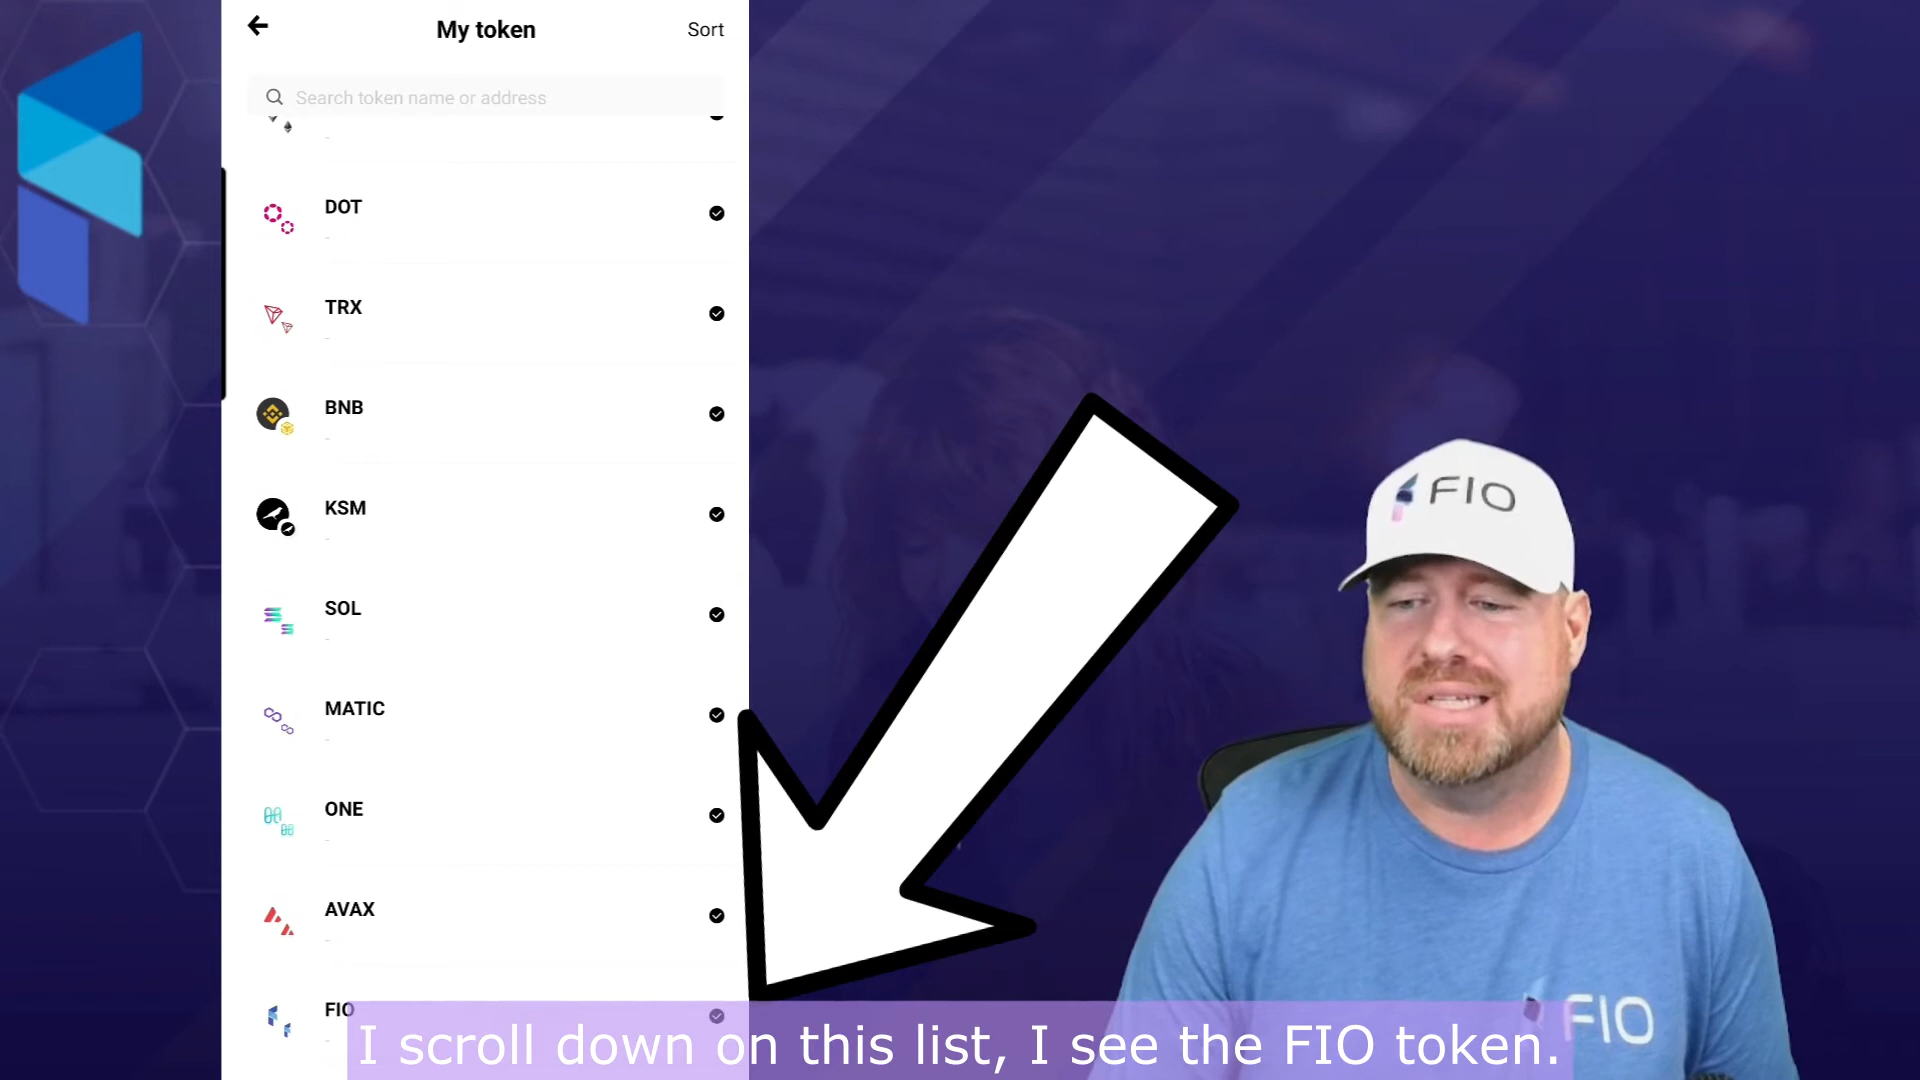 My token
Sort
Search token name or address
DOT
-
TRX
-
BNB
-
KSM
-
SOL
-
MATIC
-
ONE
-
AVAX
-
FIO
I scroll down on this list, I see the FIO token.
FIO
FIO